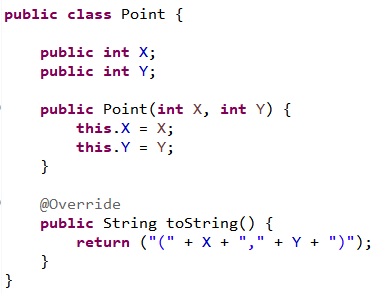 public class Point {
public int X;
public int Y;
public Point(int X, int Y) {
this.X = X;
this.Y = Y;
}
@Override
public String toString() {
return ("(" + X + "," + Y + ")");
}
}